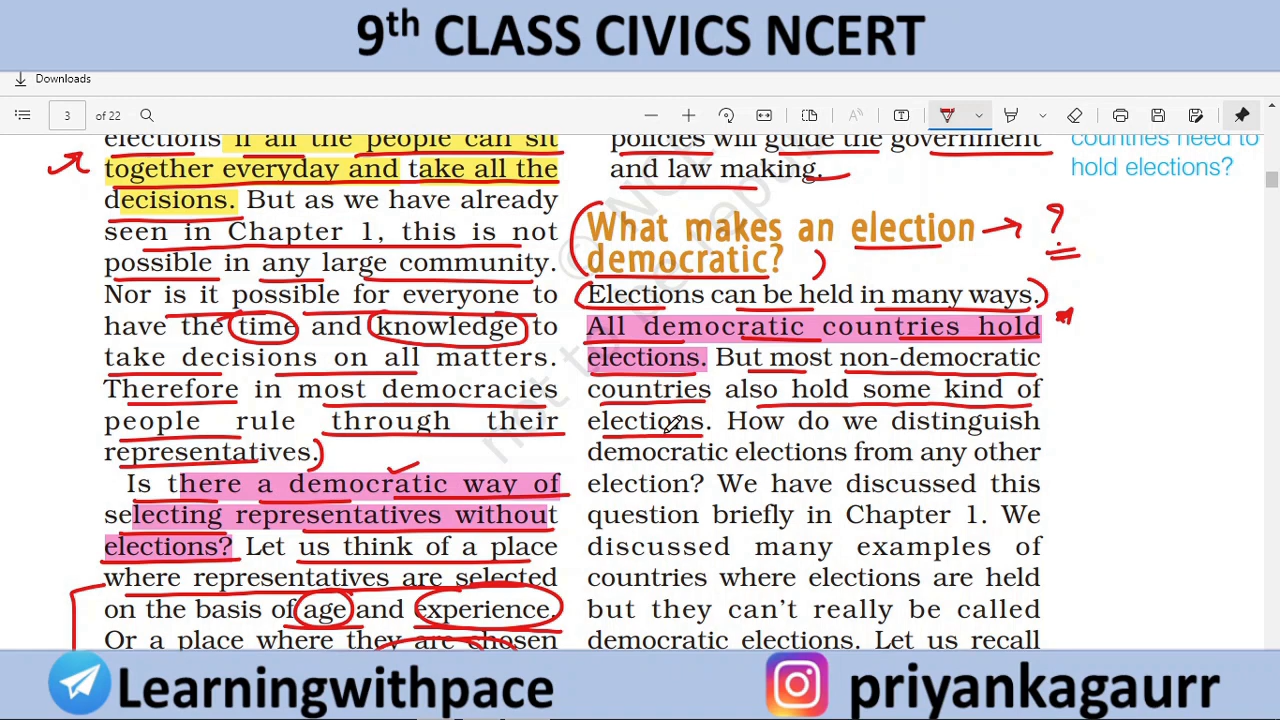 9th CLASS CIVICS NCERT
Downloads
3 of 22
elections if all the people can sit
together everyday and take all the
decisions. But as we have already
seen in Chapter 1, this is not
possible in any large community.
Nor is it possible for everyone to
have the time and knowledge to
take decisions on all matters.
Therefore in most democracies
people rule through their
representatives.
Is there a democratic way of
selecting representatives without
elections? Let us think of a place
where representatives are selected
on the basis of age and experience.
Or a place where they are chosen
policies will guide the government
and law making.
What makes an election
democratic?
Elections can be held in many ways.
All democratic countries hold
elections. But most non-democratic
countries also hold some kind of
elections. How do we distinguish
democratic elections from any other
election? We have discussed this
question briefly in Chapter 1. We
discussed many examples of
countries where elections are held
but they can't really be called
democratic elections. Let us recall
countries need to
hold elections?
Learningwithpace
priyankagaurr